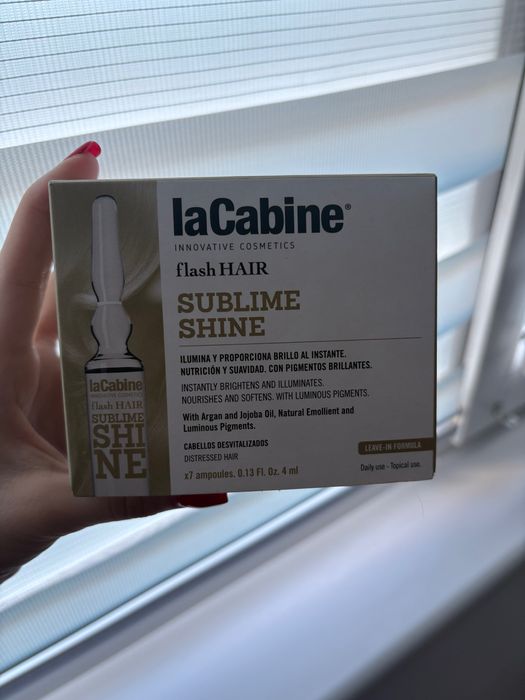 laCabine®
INNOVATIVE COSMETICS
flash HAIR
SUBLIME
SHINE
ILUMINA Y PROPORCIONA BRILLO AL INSTANTE.
NUTRICIÓN Y SUAVIDAD. CON PIGMENTOS BRILLANTES.
INSTANTLY BRIGHTENS AND ILLUMINATES.
NOURISHES AND SOFTENS. WITH LUMINOUS PIGMENTS.
With Argan and Jojoba Oil, Natural Emollient and
Luminous Pigments.
CABELLOS DESVITALIZADOS
DISTRESSED HAIR
x7 ampoules. 0.13 Fl. Oz. 4 ml
LEAVE-IN FORMULA
Daily use - Topical use.
laCabine
INNOVATIVE COSMETICS
flash HAIR
SUBLIME
SHI
NE